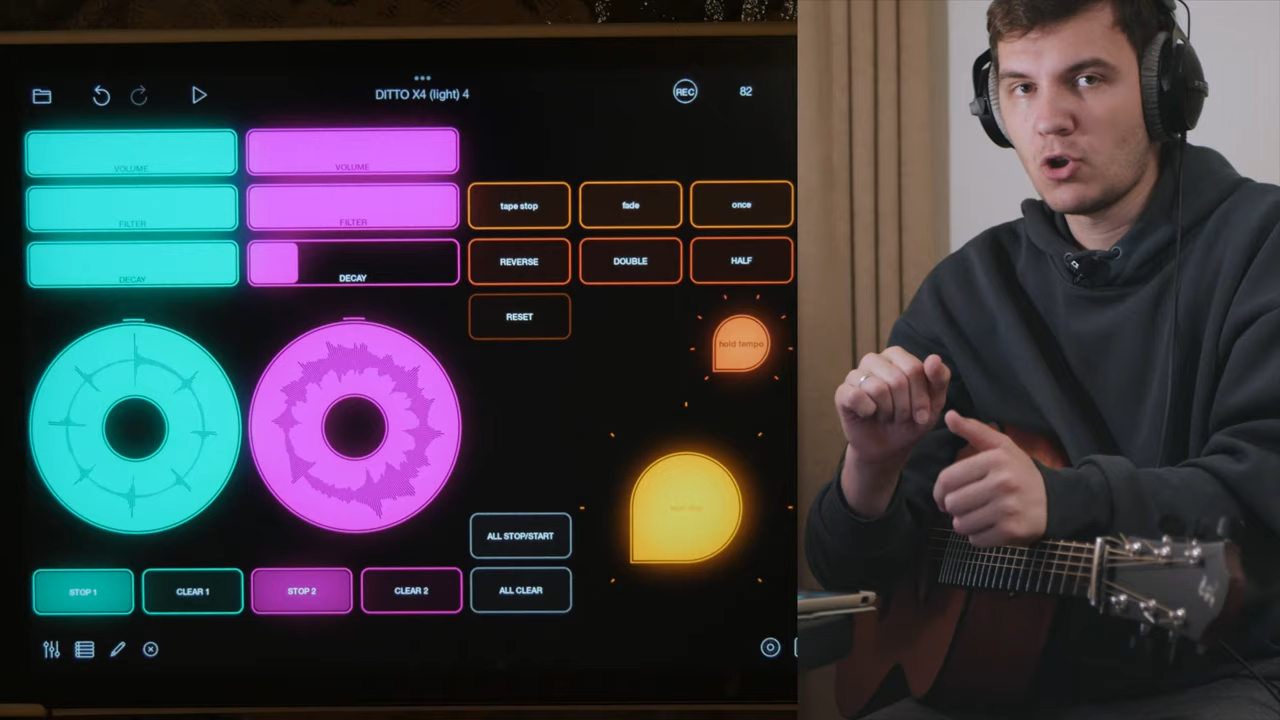 DITTO X4 (light) 4
REC
82
VOLUME
VOLUME
FILTER
FILTER
DECAY
DECAY
tape stop
fade
once
REVERSE
DOUBLE
HALF
RESET
hold tempo
ALL STOP/START
STOP 1
CLEAR 1
STOP 2
CLEAR 2
ALL CLEAR